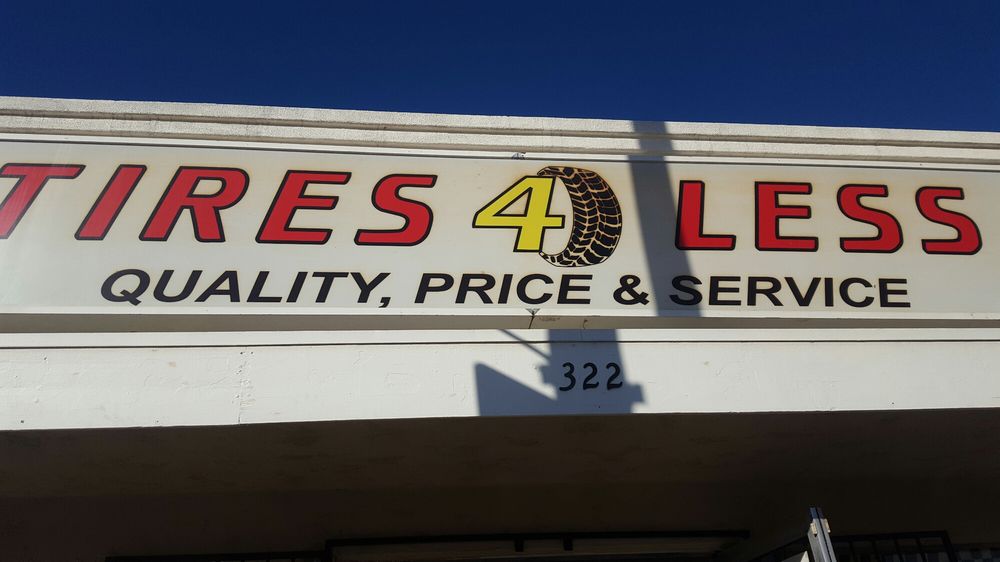 TIRES 4 LESS
QUALITY, PRICE & SERVICE
322